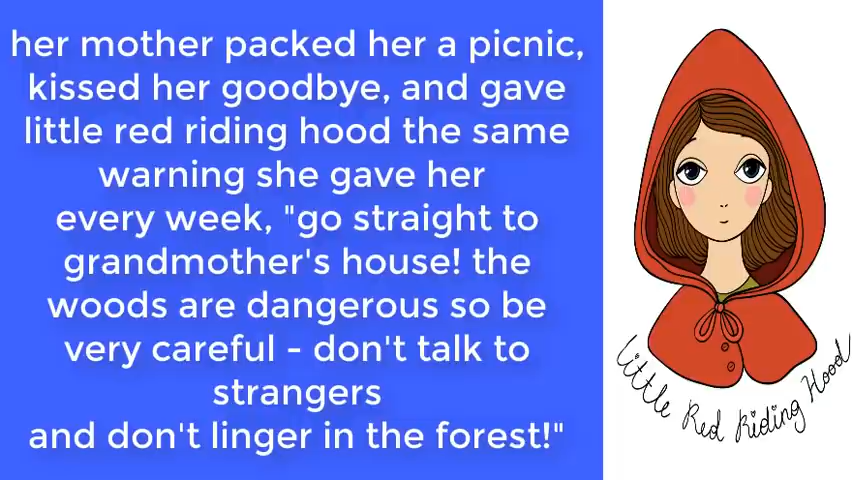 her mother packed her a picnic,
kissed her goodbye, and gave
little red riding hood the same
warning she gave her
every week, "go straight to
grandmother's house! the
woods are dangerous so be
very careful - don't talk to
strangers
and don't linger in the forest!"
Little Red Riding Hood